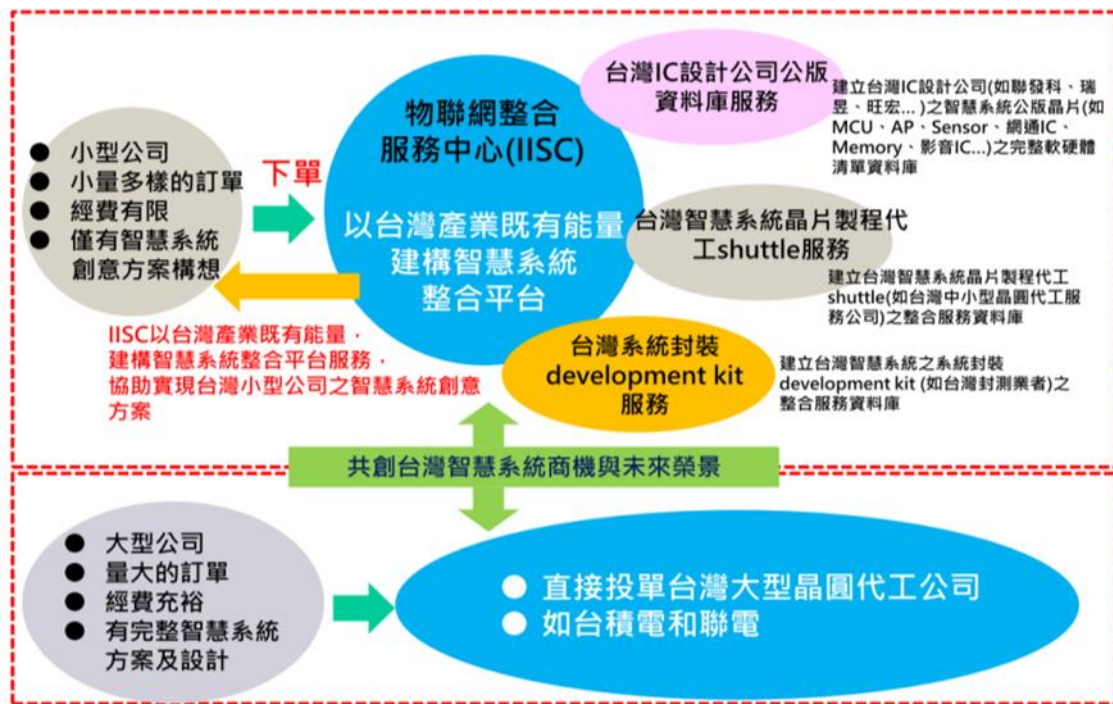 ● 小型公司
● 小量多樣的訂單
● 經費有限
● 僅有智慧系統
創意方案構想
下單
物聯網整合
服務中心(IISC)
以台灣產業既有能量
建構智慧系統
整合平台
IISC以台灣產業既有能量，
建構智慧系統整合平台服務，
協助實現台灣小型公司之智慧系統創意
方案
台灣IC設計公司公版
資料庫服務
建立台灣IC設計公司(如聯發科、瑞
昱、旺宏…)之智慧系統公版晶片(如
MCU、AP、Sensor、網通IC、
Memory、影音IC…)之完整軟硬體
清單資料庫
台灣智慧系統晶片製程代
工shuttle服務
建立台灣智慧系統晶片製程代工
shuttle(如台灣中小型晶圓代工服
務公司)之整合服務資料庫
台灣系統封裝
development kit
服務
建立台灣智慧系統之系統封裝
development kit (如台灣封測業者)之
整合服務資料庫
共創台灣智慧系統商機與未來榮景
● 大型公司
● 量大的訂單
● 經費充裕
● 有完整智慧系統
方案及設計
● 直接投單台灣大型晶圓代工公司
● 如台積電和聯電